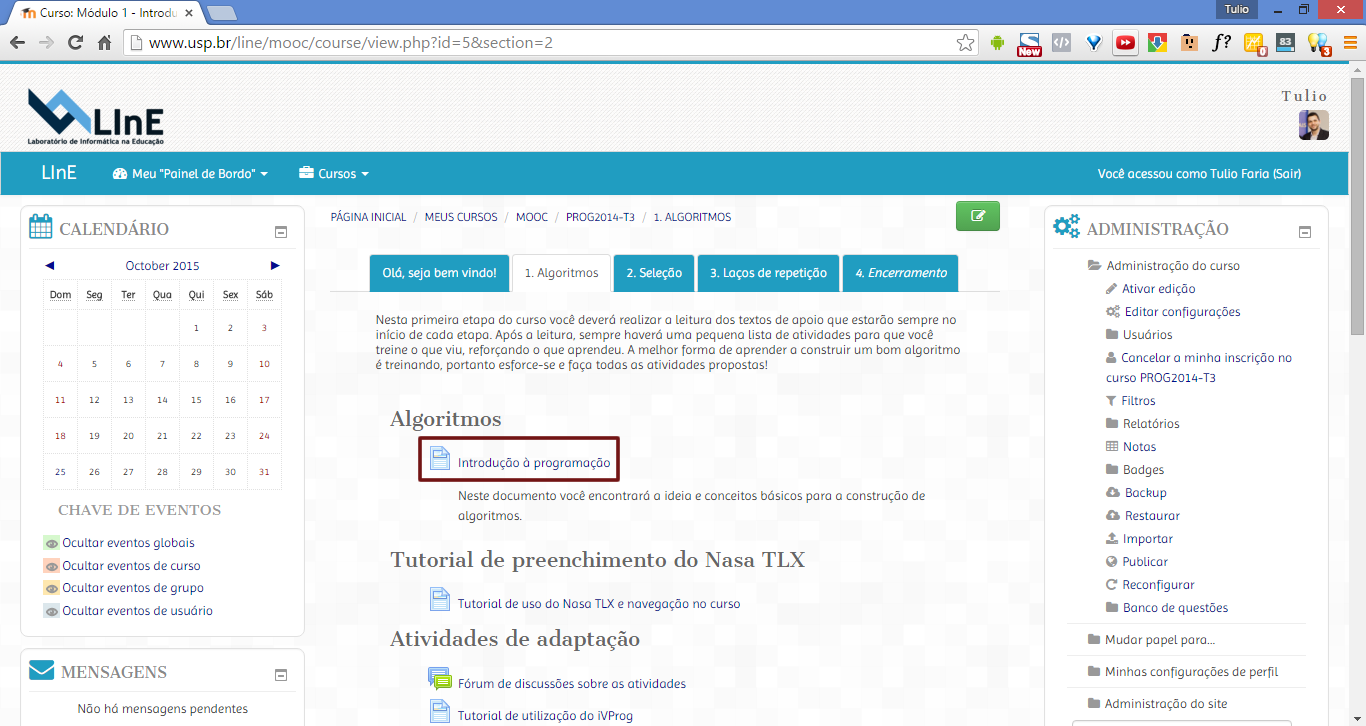 Curso: Módulo 1 - Introdu
Tulio
www.usp.br/line/mooc/course/view.php?id=5&section=2
New
f?
0
83
3
LInE
Laboratório de Informática na Educação
Tulio
LInE
Meu "Painel de Bordo"
Cursos
Você acessou como Tulio Faria (Sair)
CALENDÁRIO
October 2015
Dom Seg Ter Qua Qui Sex Sáb
1 2 3
4 5 6 7 8 9 10
11 12 13 14 15 16 17
18 19 20 21 22 23 24
25 26 27 28 29 30 31
CHAVE DE EVENTOS
Ocultar eventos globais
Ocultar eventos de curso
Ocultar eventos de grupo
Ocultar eventos de usuário
MENSAGENS
Não há mensagens pendentes
PÁGINA INICIAL / MEUS CURSOS / MOOC / PROG2014-T3 / 1. ALGORITMOS
Olá, seja bem vindo!
1. Algoritmos
2. Seleção
3. Laços de repetição
4. Encerramento
Nesta primeira etapa do curso você deverá realizar a leitura dos textos de apoio que estarão sempre no
início de cada etapa. Após a leitura, sempre haverá uma pequena lista de atividades para que você
treine o que viu, reforçando o que aprendeu. A melhor forma de aprender a construir um bom algoritmo
é treinando, portanto esforce-se e faça todas as atividades propostas!
Algoritmos
Introdução à programação
Neste documento você encontrará a ideia e conceitos básicos para a construção de
algoritmos.
Tutorial de preenchimento do Nasa TLX
Tutorial de uso do Nasa TLX e navegação no curso
Atividades de adaptação
Fórum de discussões sobre as atividades
Tutorial de utilização do iVProg
ADMINISTRAÇÃO
Administração do curso
Ativar edição
Editar configurações
Usuários
Cancelar a minha inscrição no
curso PROG2014-T3
Filtros
Relatórios
Notas
Badges
Backup
Restaurar
Importar
Publicar
Reconfigurar
Banco de questões
Mudar papel para...
Minhas configurações de perfil
Administração do site